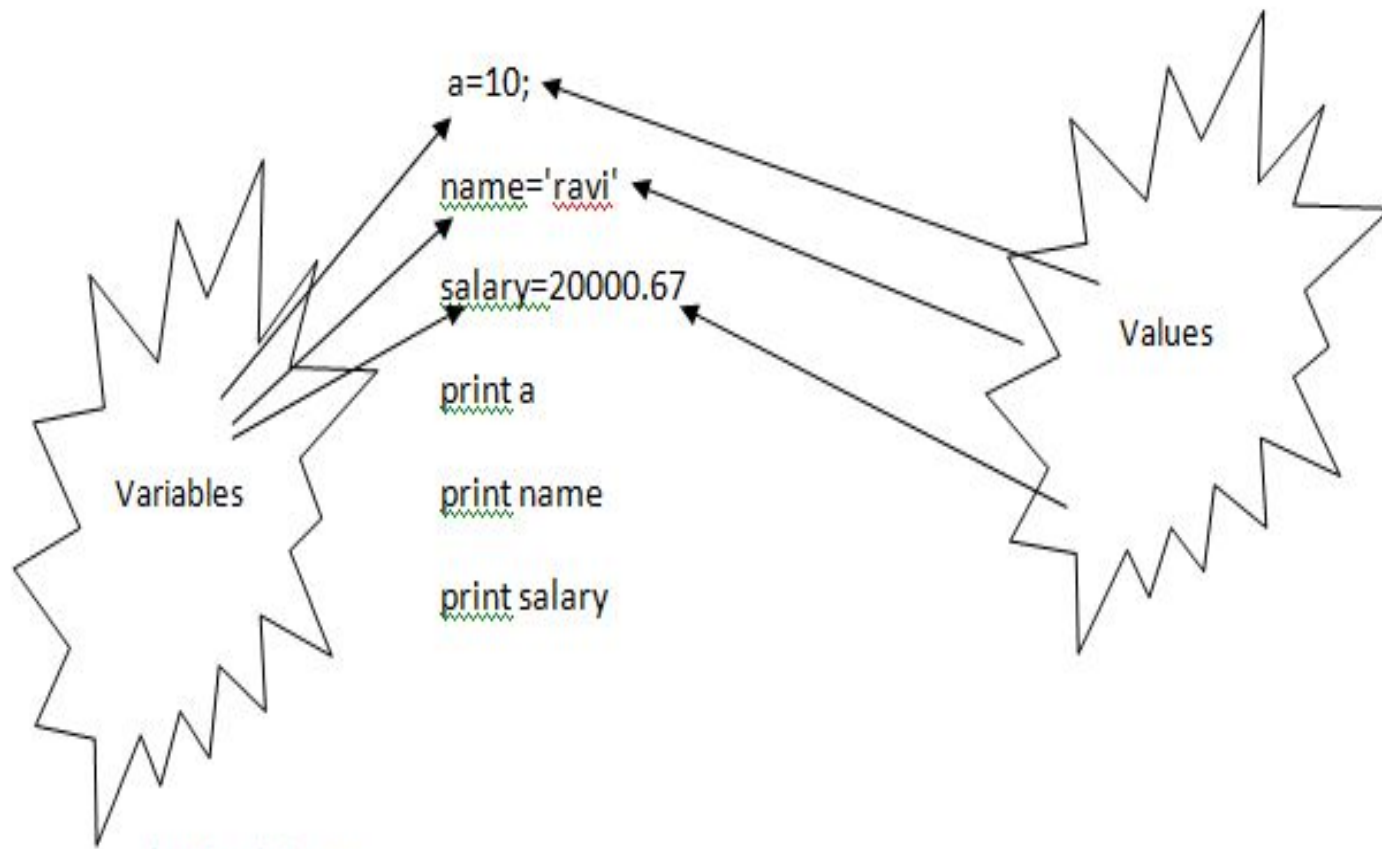 a=10;
name='ravi'
salary=20000.67
print a
print name
print salary
Variables
Values